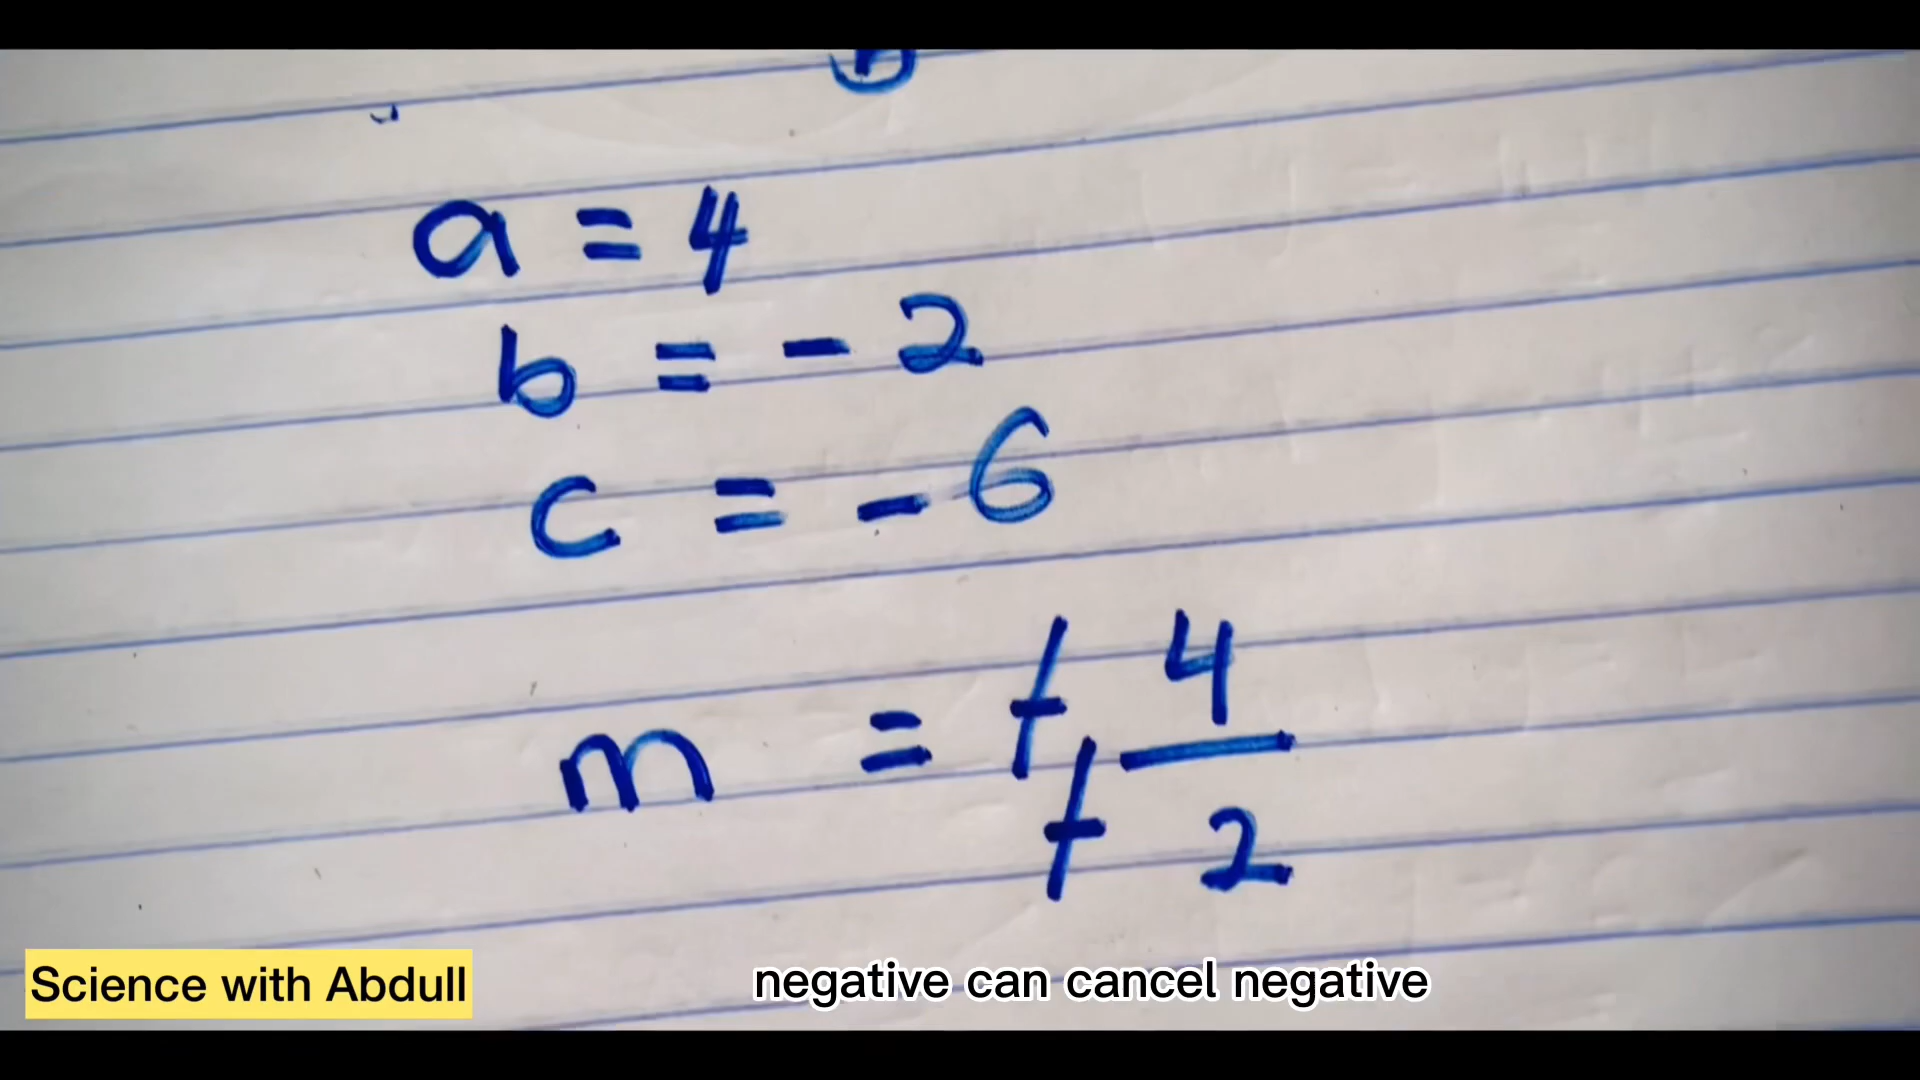 a = 4
b = - 2
c = - 6
m = - 4
- 2
Science with Abdull
negative can cancel negative